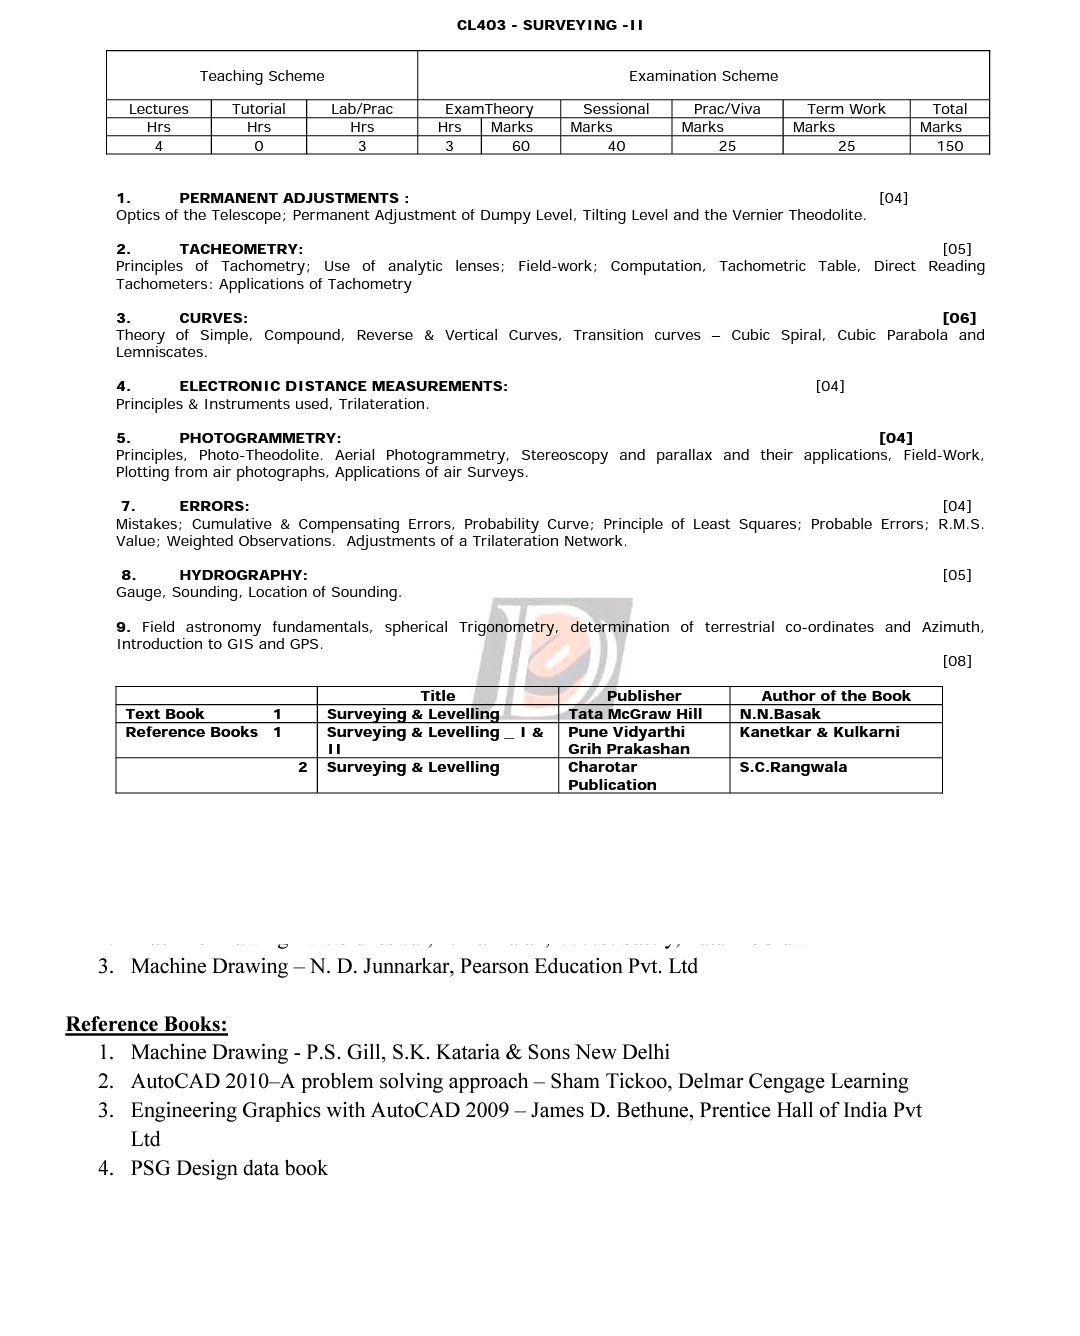 CL403 - SURVEYING -II
Teaching Scheme Examination Scheme
Lectures Tutorial Lab/Prac ExamTheory Sessional Prac/Viva Term Work Total
Hrs Hrs Hrs Hrs Marks Marks Marks Marks Marks
4 0 3 3 60 40 25 25 150
1. PERMANENT ADJUSTMENTS : [04]
Optics of the Telescope; Permanent Adjustment of Dumpy Level, Tilting Level and the Vernier Theodolite.
2. TACHEOMETRY: [05]
Principles of Tachometry; Use of analytic lenses; Field-work; Computation, Tachometric Table, Direct Reading
Tachometers: Applications of Tachometry
3. CURVES: [06]
Theory of Simple, Compound, Reverse & Vertical Curves, Transition curves – Cubic Spiral, Cubic Parabola and
Lemniscates.
4. ELECTRONIC DISTANCE MEASUREMENTS: [04]
Principles & Instruments used, Trilateration.
5. PHOTOGRAMMETRY: [04]
Principles, Photo-Theodolite. Aerial Photogrammetry, Stereoscopy and parallax and their applications, Field-Work,
Plotting from air photographs, Applications of air Surveys.
7. ERRORS: [04]
Mistakes; Cumulative & Compensating Errors, Probability Curve; Principle of Least Squares; Probable Errors; R.M.S.
Value; Weighted Observations. Adjustments of a Trilateration Network.
8. HYDROGRAPHY: [05]
Gauge, Sounding, Location of Sounding.
9. Field astronomy fundamentals, spherical Trigonometry, determination of terrestrial co-ordinates and Azimuth,
Introduction to GIS and GPS.
[08]
Title Publisher Author of the Book
Text Book 1 Surveying & Levelling Tata McGraw Hill N.N.Basak
Reference Books 1 Surveying & Levelling _ I & Pune Vidyarthi Kanetkar & Kulkarni
II Grih Prakashan
2 Surveying & Levelling Charotar S.C.Rangwala
Publication
3. Machine Drawing – N. D. Junnarkar, Pearson Education Pvt. Ltd
Reference Books:
1. Machine Drawing - P.S. Gill, S.K. Kataria & Sons New Delhi
2. AutoCAD 2010–A problem solving approach – Sham Tickoo, Delmar Cengage Learning
3. Engineering Graphics with AutoCAD 2009 – James D. Bethune, Prentice Hall of India Pvt
Ltd
4. PSG Design data book